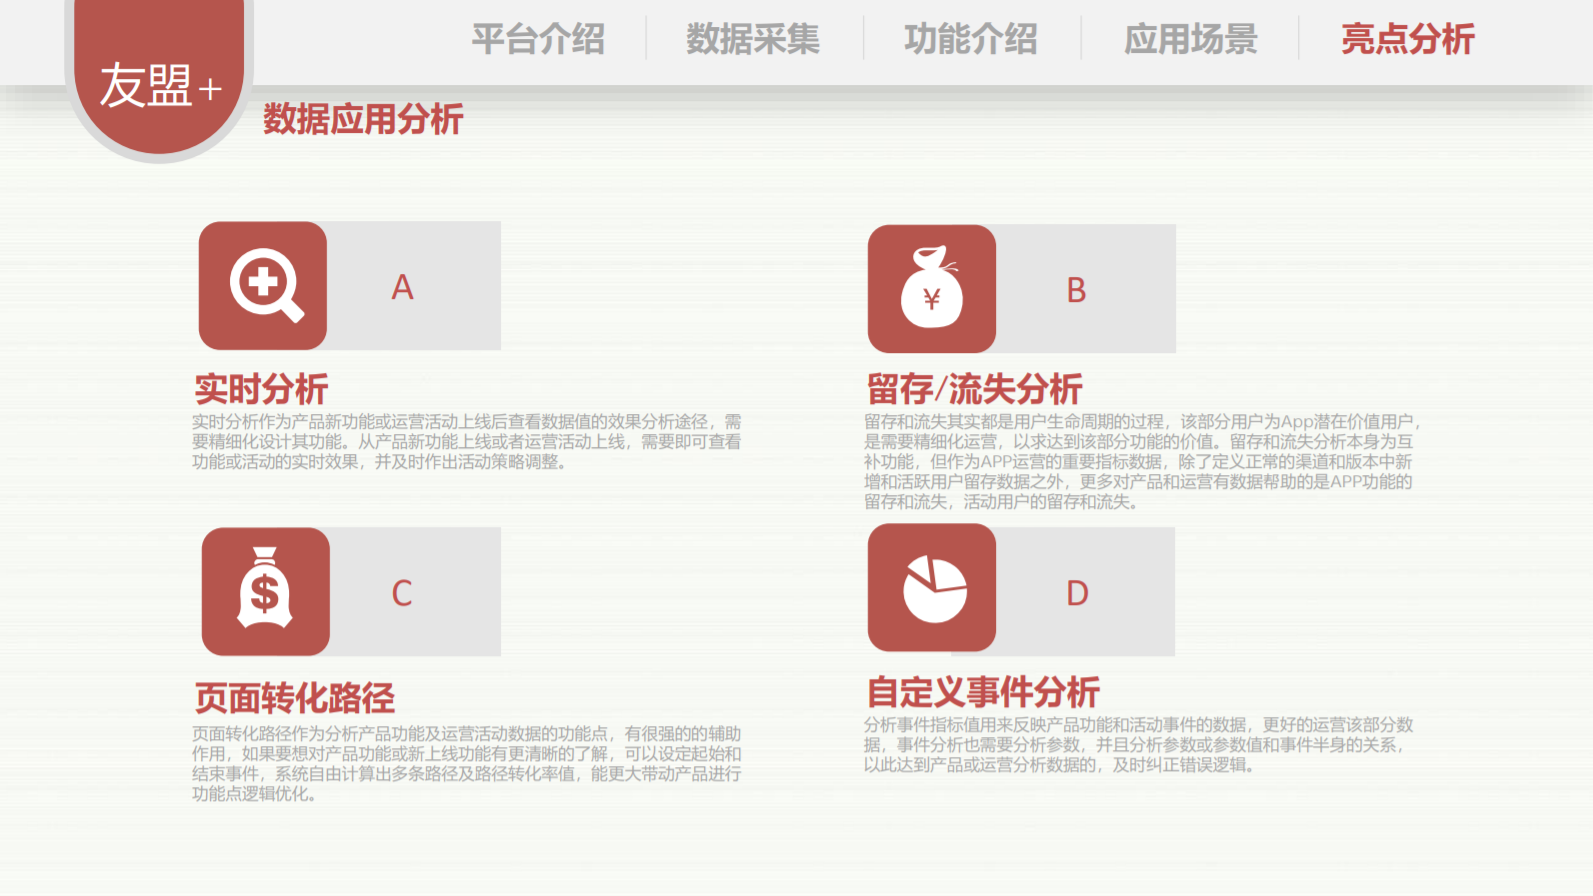 平台介绍
数据采集
功能介绍
应用场景
亮点分析
友盟+
数据应用分析
A
实时分析
实时分析作为产品新功能或运营活动上线后查看数据值的效果分析途径，需
要精细化设计其功能。从产品新功能上线或者运营活动上线，需要即可查看
功能或活动的实时效果，并及时作出活动策略调整。
B
¥
留存/流失分析
留存和流失其实都是用户生命周期的过程，该部分用户为App潜在价值用户，
是需要精细化运营，以求达到该部分功能的价值。留存和流失分析本身为互
补功能，但作为APP运营的重要指标数据，除了定义正常的渠道和版本中新
增和活跃用户留存数据之外，更多对产品和运营有数据帮助的是APP功能的
留存和流失，活动用户的留存和流失。
C
$
页面转化路径
页面转化路径作为分析产品功能及运营活动数据的功能点，有很强的的辅助
作用，如果要想对产品功能或新上线功能有更清晰的了解，可以设定起始和
结束事件，系统自由计算出多条路径及路径转化率值，能更大带动产品进行
功能点逻辑优化。
D
自定义事件分析
分析事件指标值用来反映产品功能和活动事件的数据，更好的运营该部分数
据，事件分析也需要分析参数，并且分析参数或参数值和事件半身的关系，
以此达到产品或运营分析数据的，及时纠正错误逻辑。